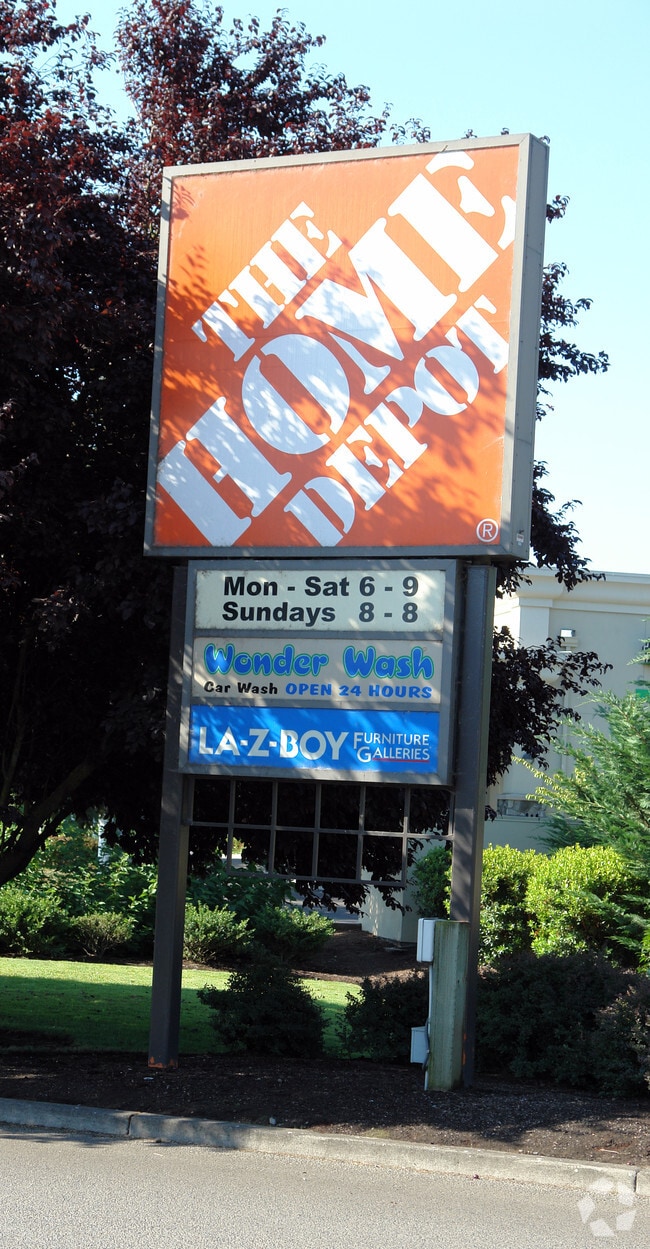 THE
HOME
DEPOT
®
Mon - Sat 6 - 9
Sundays 8 - 8
Wonder Wash
Car Wash OPEN 24 HOURS
LA-Z-BOY FURNITURE GALLERIES